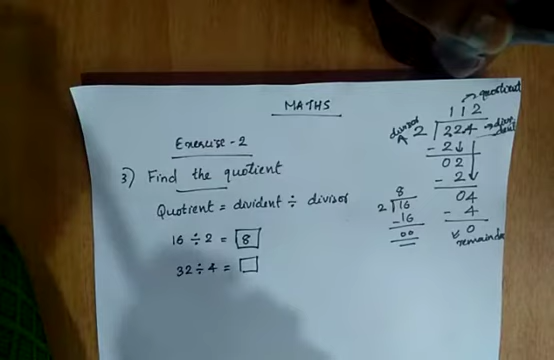 MATHS
Exercise - 2
3) Find the quotient
Quotient = divident ÷ divisor
16 ÷ 2 = 8
32 ÷ 4 =
quotient
112
divisor 2 224
- 2
02
- 2
04
- 4
0
remainder
8
2 16
- 16
00